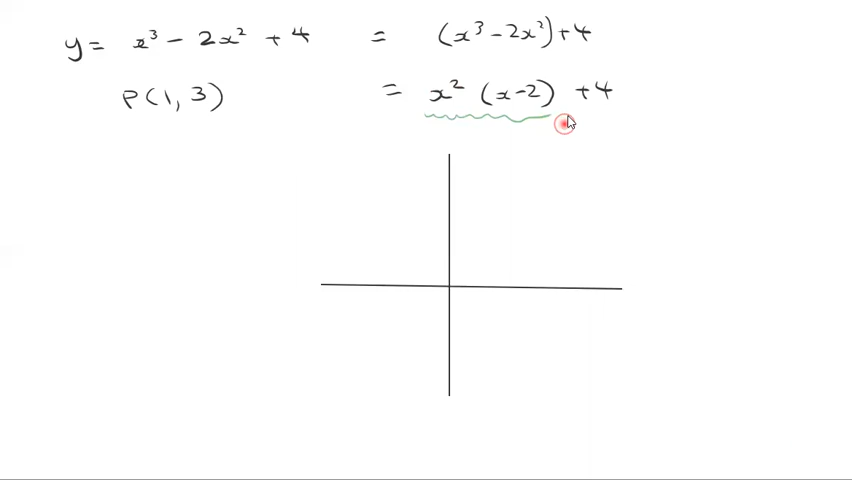 y = x³ - 2x² + 4 = (x³ - 2x²) + 4
P(1, 3) = x² (x-2) + 4